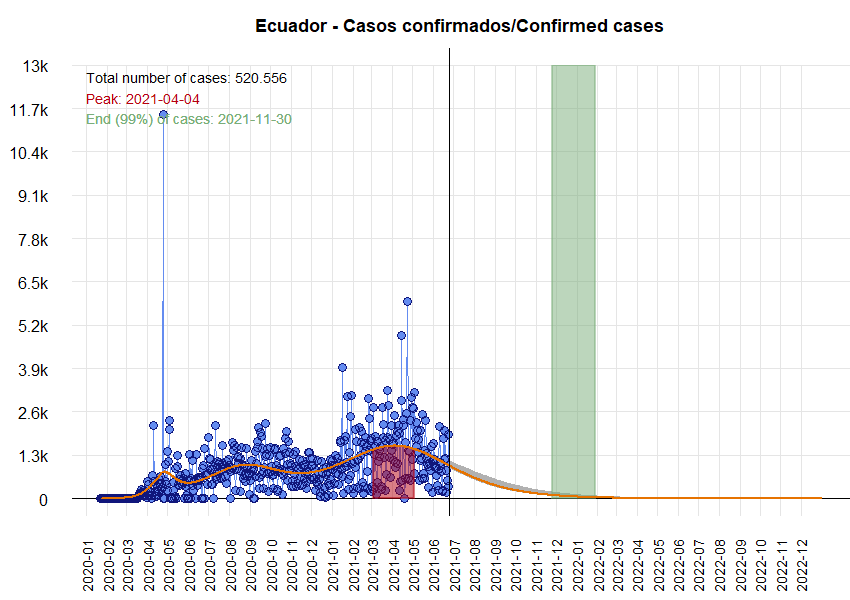 Ecuador - Casos confirmados/Confirmed cases
Total number of cases: 520.556
Peak: 2021-04-04
End (99%) of cases: 2021-11-30
13k
11.7k
10.4k
9.1k
7.8k
6.5k
5.2k
3.9k
2.6k
1.3k
0
2020-01
2020-02
2020-03
2020-04
2020-05
2020-06
2020-07
2020-08
2020-09
2020-10
2020-11
2020-12
2021-01
2021-02
2021-03
2021-04
2021-05
2021-06
2021-07
2021-08
2021-09
2021-10
2021-11
2021-12
2022-01
2022-02
2022-03
2022-04
2022-05
2022-06
2022-07
2022-08
2022-09
2022-10
2022-11
2022-12